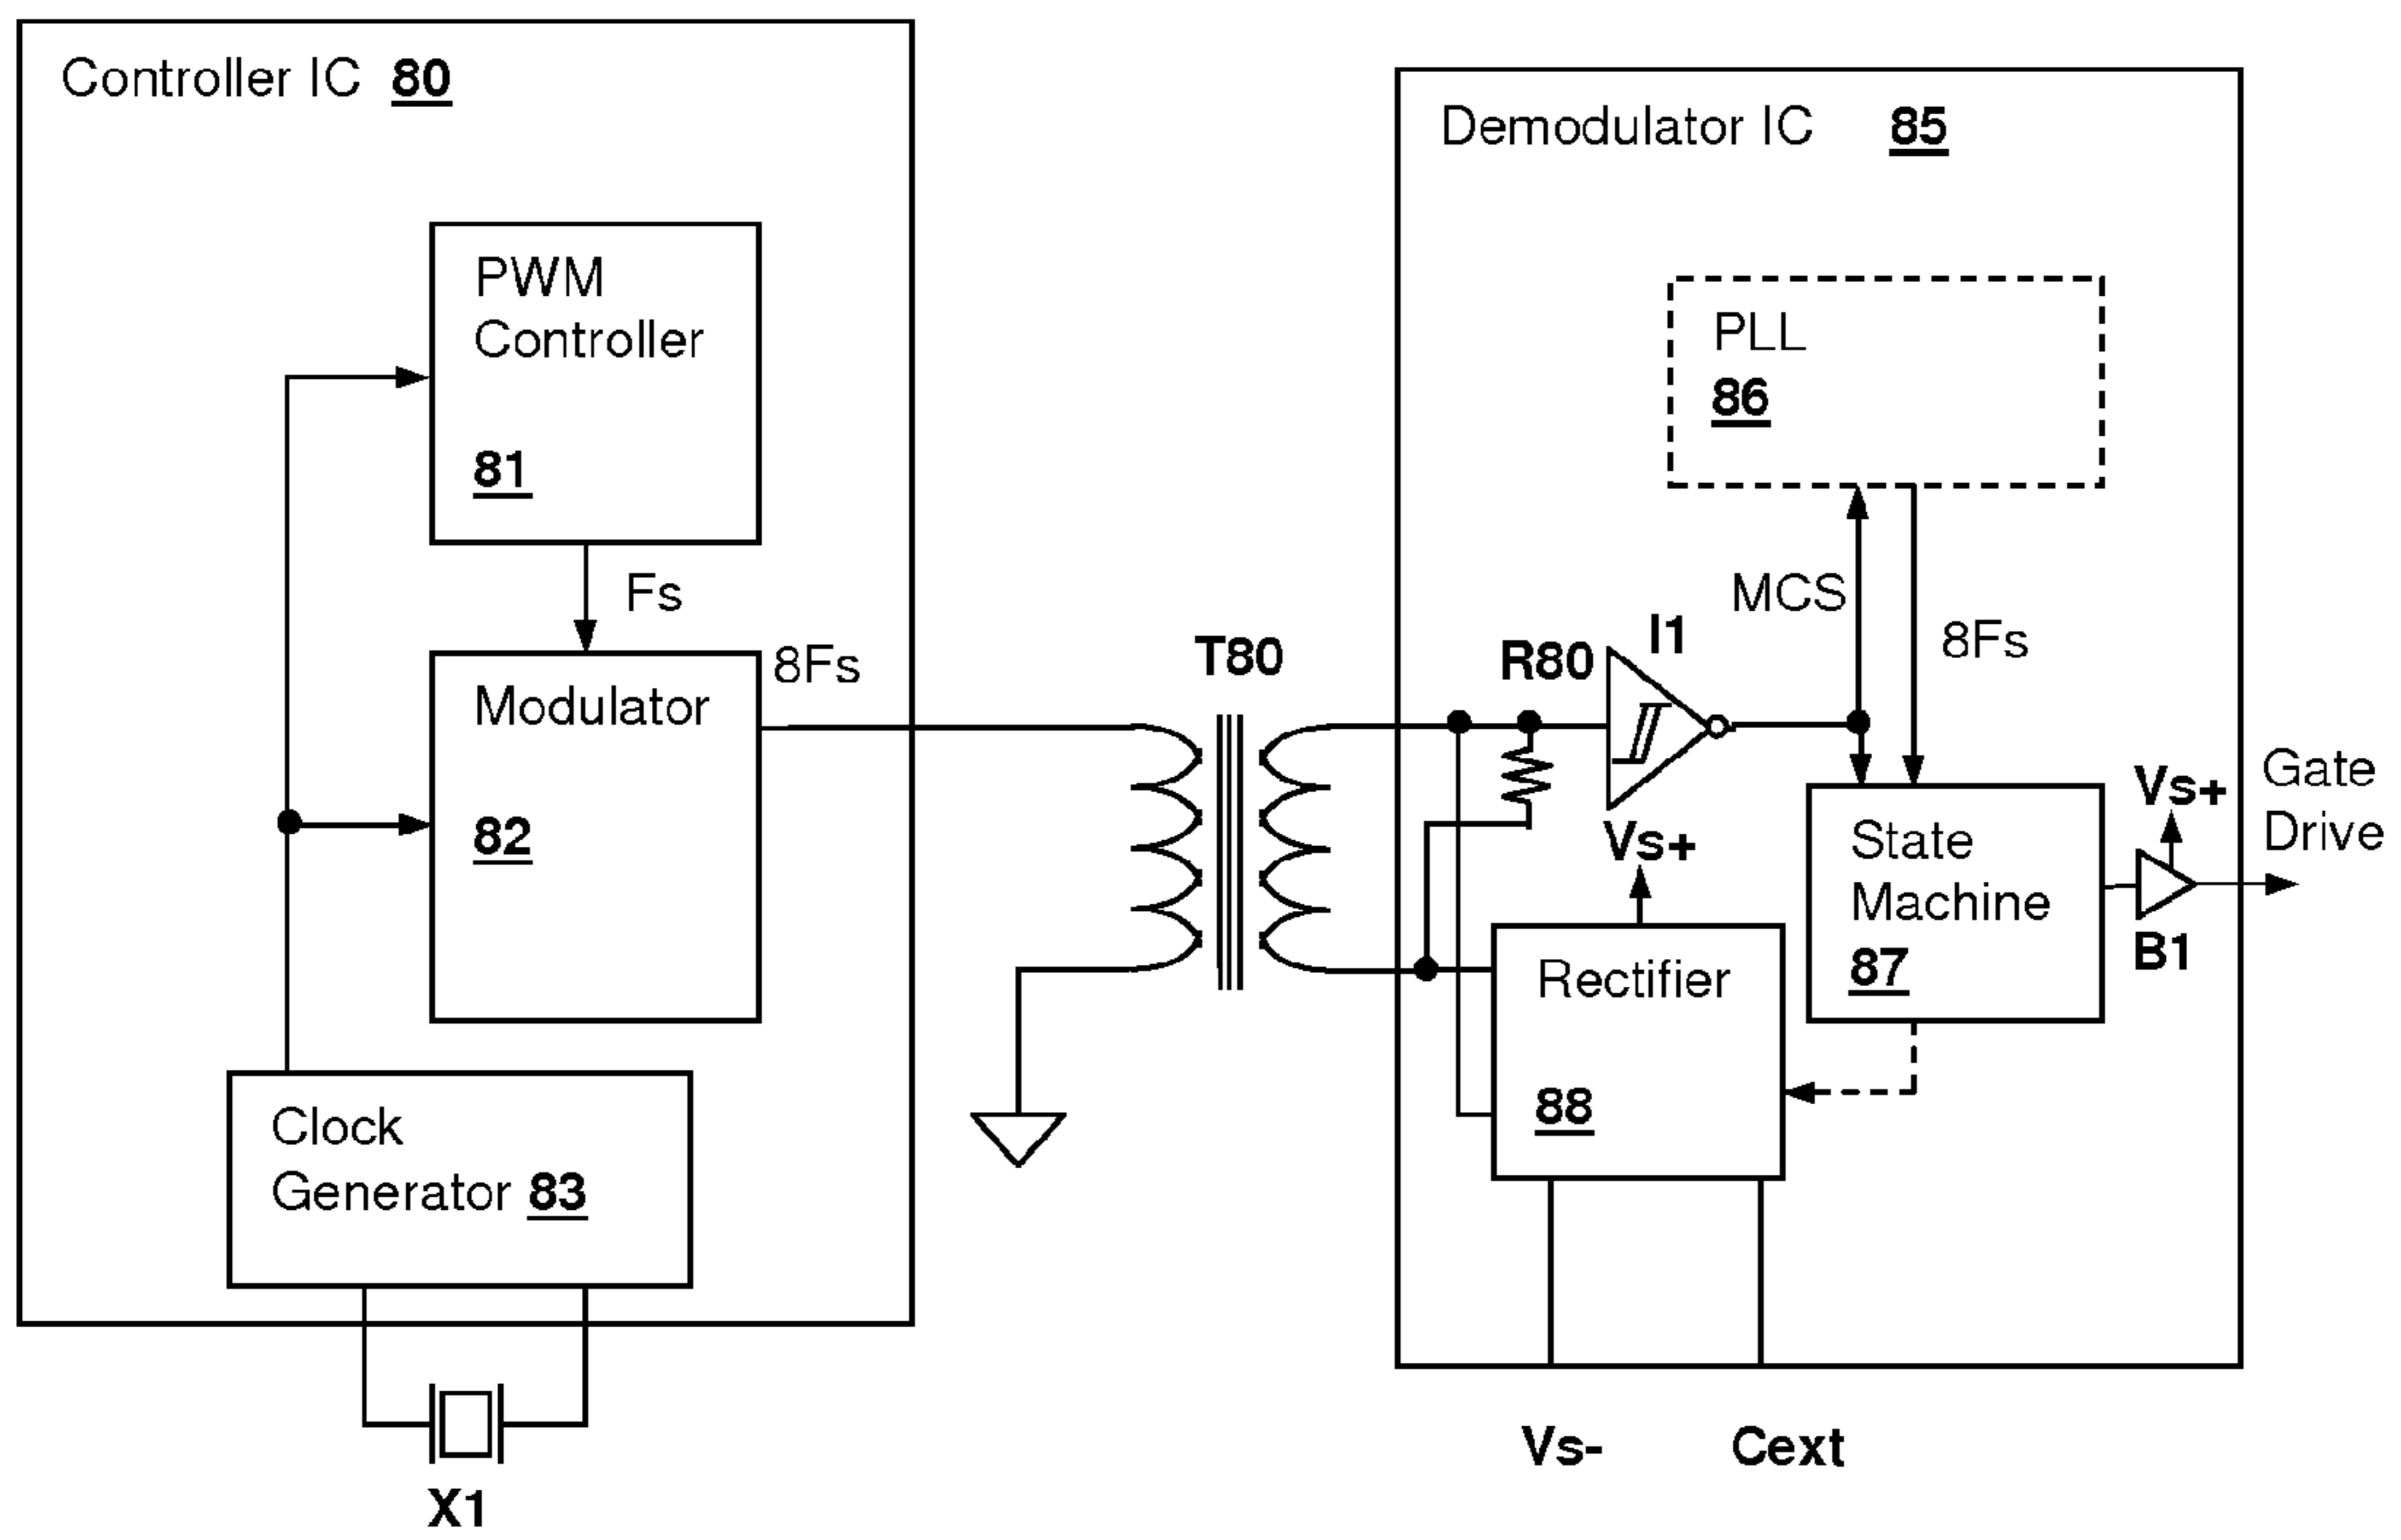 Controller IC 80
PWM
Controller
81
Fs
8Fs
Modulator
82
Clock
Generator 83
X1
T80
Demodulator IC 85
PLL
86
MCS
8Fs
R80
I1
Vs+
State
Machine
87
Vs+
B1
Gate
Drive
Rectifier
88
Vs-
Cext